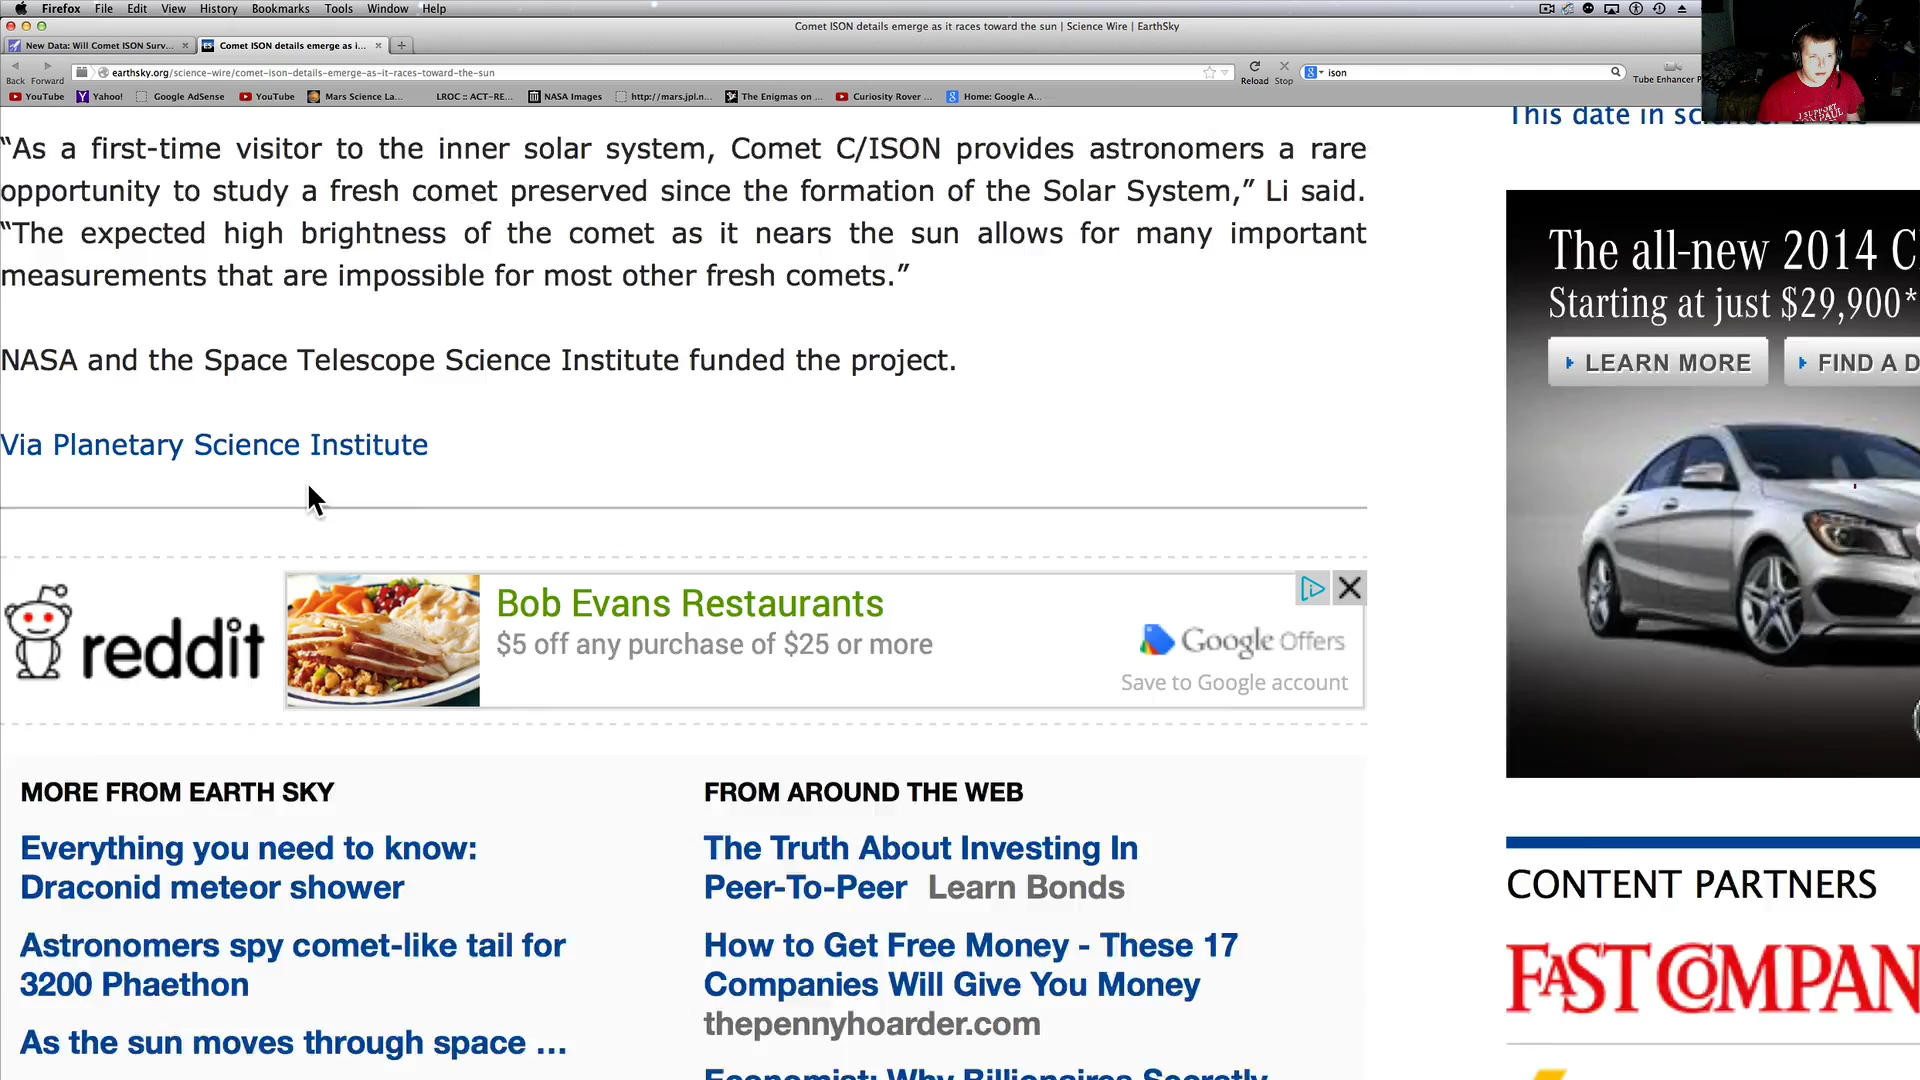 Firefox File Edit View History Bookmarks Tools Window Help
Comet ISON details emerge as it races toward the sun | Science Wire | EarthSky
New Data: Will Comet ISON Surv...
ES Comet ISON details emerge as i...
Back Forward
earthsky.org/science-wire/comet-ison-details-emerge-as-it-races-toward-the-sun
Reload Stop
ison
Tube Enhancer P
YouTube Yahoo! Google AdSense YouTube Mars Science La... LROC :: ACT-RE... NASA Images http://mars.jpl.n... The Enigmas on ... Curiosity Rover ... Home: Google A...
I SUPPORT
PAUL
“As a first-time visitor to the inner solar system, Comet C/ISON provides astronomers a rare
opportunity to study a fresh comet preserved since the formation of the Solar System,” Li said.
“The expected high brightness of the comet as it nears the sun allows for many important
measurements that are impossible for most other fresh comets.”
NASA and the Space Telescope Science Institute funded the project.
Via Planetary Science Institute
reddit
Bob Evans Restaurants
$5 off any purchase of $25 or more
Google Offers
Save to Google account
MORE FROM EARTH SKY
Everything you need to know:
Draconid meteor shower
Astronomers spy comet-like tail for
3200 Phaethon
As the sun moves through space ...
FROM AROUND THE WEB
The Truth About Investing In
Peer-To-Peer Learn Bonds
How to Get Free Money - These 17
Companies Will Give You Money
thepennyhoarder.com
Economist: Why Billionaires Secretly
This date in
The all-new 2014 C
Starting at just $29,900*
LEARN MORE
FIND A D
CONTENT PARTNERS
FAST COMPAN